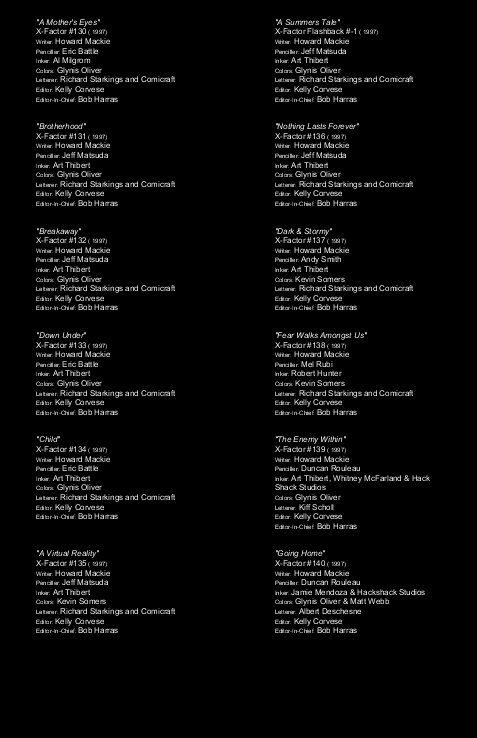 "A Mother's Eyes"
X-Factor #130 ( 1997)
Writer: Howard Mackie
Penciller: Eric Battle
Inker: Al Milgrom
Colors: Glynis Oliver
Letterer: Richard Starkings and Comicraft
Editor: Kelly Corvese
Editor-In-Chief: Bob Harras
"Brotherhood"
X-Factor #131 ( 1997)
Writer: Howard Mackie
Penciller: Jeff Matsuda
Inker: Art Thibert
Colors: Glynis Oliver
Letterer: Richard Starkings and Comicraft
Editor: Kelly Corvese
Editor-In-Chief: Bob Harras
"Breakaway"
X-Factor #132 ( 1997)
Writer: Howard Mackie
Penciller: Jeff Matsuda
Inker: Art Thibert
Colors: Glynis Oliver
Letterer: Richard Starkings and Comicraft
Editor: Kelly Corvese
Editor-In-Chief: Bob Harras
"Down Under"
X-Factor #133 ( 1997)
Writer: Howard Mackie
Penciller: Eric Battle
Inker: Art Thibert
Colors: Glynis Oliver
Letterer: Richard Starkings and Comicraft
Editor: Kelly Corvese
Editor-In-Chief: Bob Harras
"Child"
X-Factor #134 ( 1997)
Writer: Howard Mackie
Penciller: Eric Battle
Inker: Art Thibert
Colors: Glynis Oliver
Letterer: Richard Starkings and Comicraft
Editor: Kelly Corvese
Editor-In-Chief: Bob Harras
"A Virtual Reality"
X-Factor #135 ( 1997)
Writer: Howard Mackie
Penciller: Jeff Matsuda
Inker: Art Thibert
Colors: Kevin Somers
Letterer: Richard Starkings and Comicraft
Editor: Kelly Corvese
Editor-In-Chief: Bob Harras
"A Summers Tale"
X-Factor Flashback #-1 ( 1997)
Writer: Howard Mackie
Penciller: Jeff Matsuda
Inker: Art Thibert
Colors: Glynis Oliver
Letterer: Richard Starkings and Comicraft
Editor: Kelly Corvese
Editor-In-Chief: Bob Harras
"Nothing Lasts Forever"
X-Factor #136 ( 1997)
Writer: Howard Mackie
Penciller: Jeff Matsuda
Inker: Art Thibert
Colors: Glynis Oliver
Letterer: Richard Starkings and Comicraft
Editor: Kelly Corvese
Editor-In-Chief: Bob Harras
"Dark & Stormy"
X-Factor #137 ( 1997)
Writer: Howard Mackie
Penciller: Andy Smith
Inker: Art Thibert
Colors: Kevin Somers
Letterer: Richard Starkings and Comicraft
Editor: Kelly Corvese
Editor-In-Chief: Bob Harras
"Fear Walks Amongst Us"
X-Factor #138 ( 1997)
Writer: Howard Mackie
Penciller: Mel Rubi
Inker: Robert Hunter
Colors: Kevin Somers
Letterer: Richard Starkings and Comicraft
Editor: Kelly Corvese
Editor-In-Chief: Bob Harras
"The Enemy Within"
X-Factor #139 ( 1997)
Writer: Howard Mackie
Penciller: Duncan Rouleau
Inker: Art Thibert, Whitney McFarland & Hack
Shack Studios
Colors: Glynis Oliver
Letterer: Kiff Scholl
Editor: Kelly Corvese
Editor-In-Chief: Bob Harras
"Going Home"
X-Factor #140 ( 1997)
Writer: Howard Mackie
Penciller: Duncan Rouleau
Inker: Jamie Mendoza & Hackshack Studios
Colors: Glynis Oliver & Matt Webb
Letterer: Albert Deschesne
Editor: Kelly Corvese
Editor-In-Chief: Bob Harras